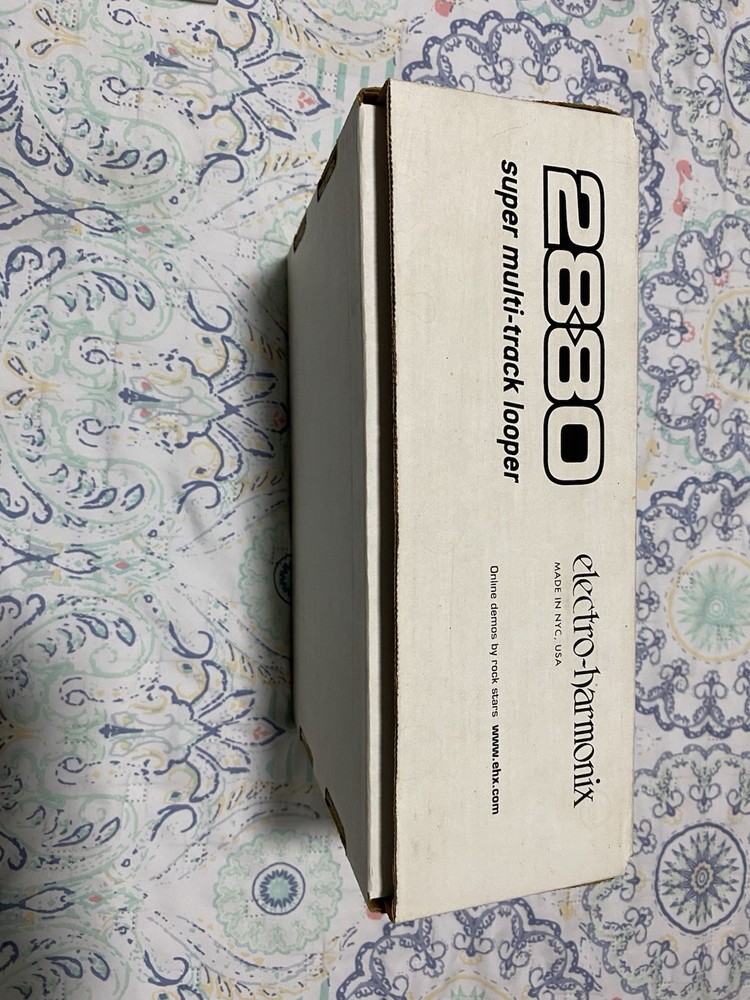 2880
super multi-track looper
electro-harmonix
MADE IN NYC, USA
Online demos by rock stars www.ehx.com